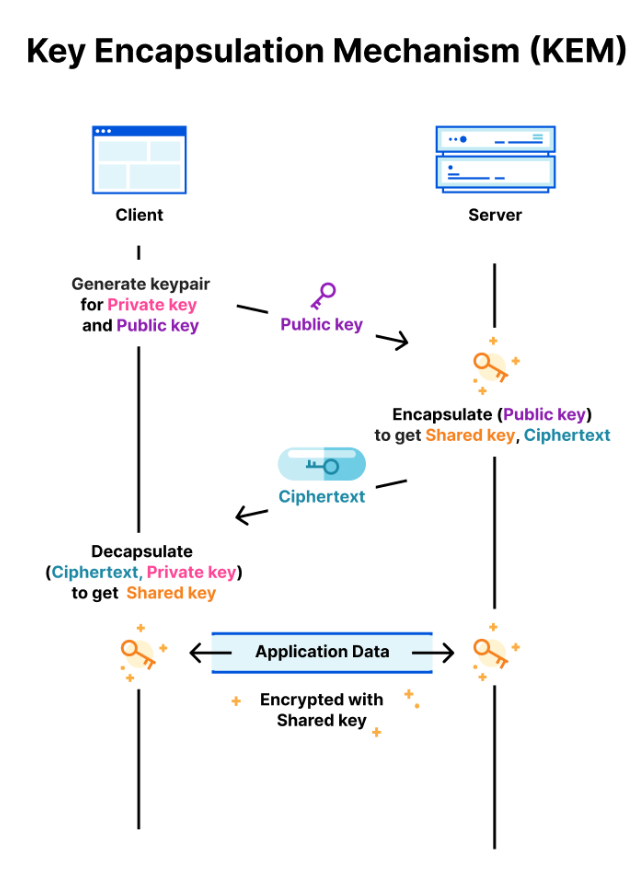 Key Encapsulation Mechanism (KEM)
Client
Server
Generate keypair
for Private key
and Public key
Public key
Encapsulate (Public key)
to get Shared key, Ciphertext
Ciphertext
Decapsulate
(Ciphertext, Private key)
to get Shared key
Application Data
Encrypted with
Shared key